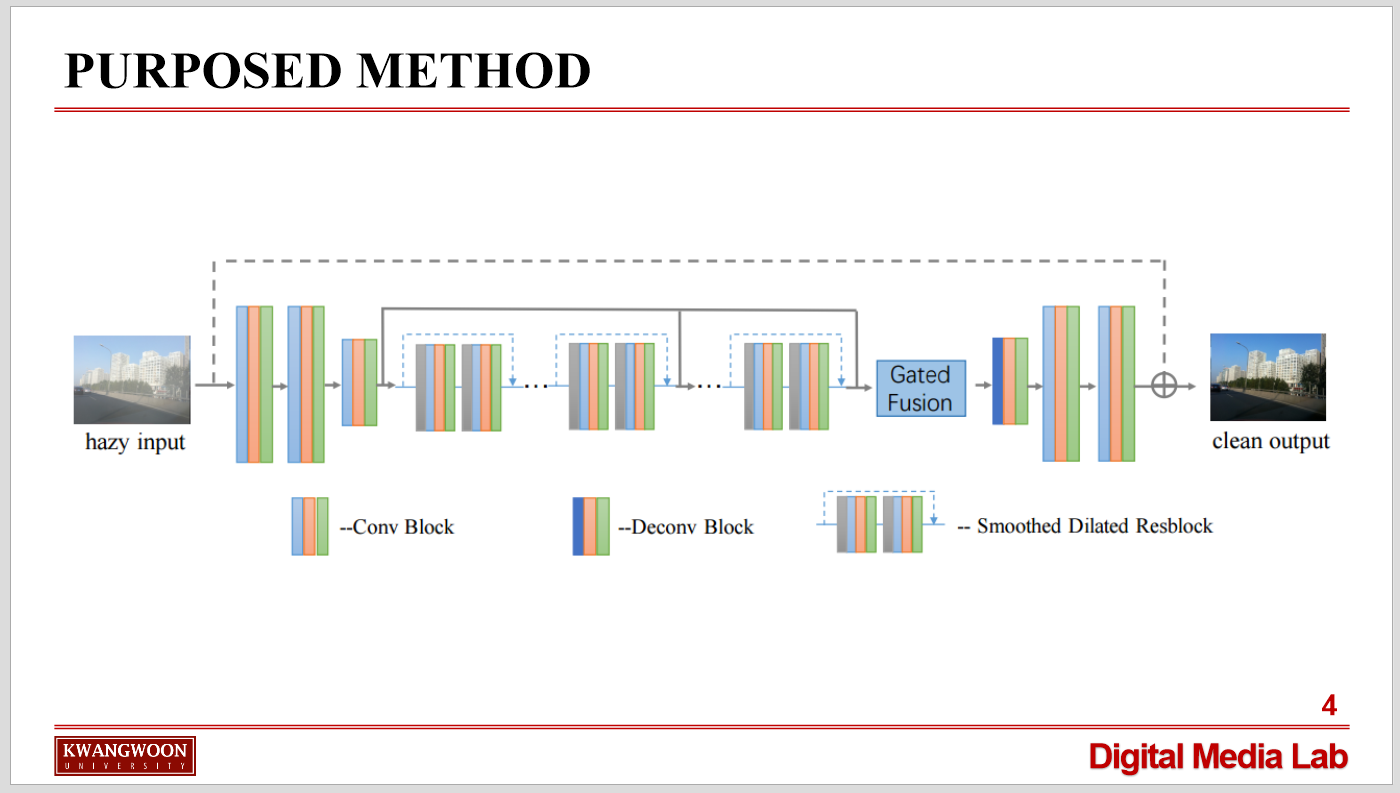 PURPOSED METHOD
hazy input
Gated
Fusion
clean output
--Conv Block
--Deconv Block
-- Smoothed Dilated Resblock
4
KWANGWOON
UNIVERSITY
Digital Media Lab